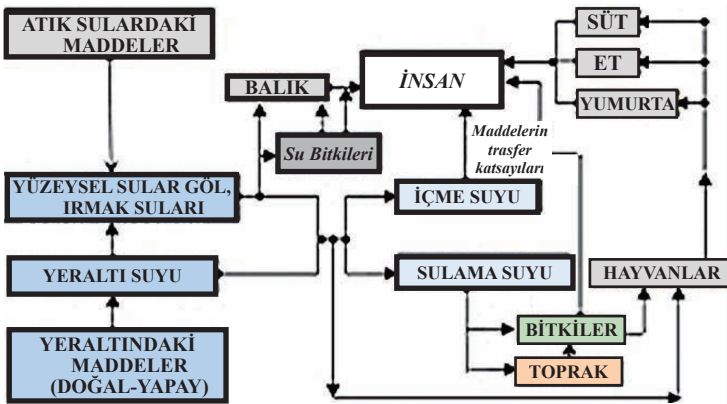 ATIK SULARDAKİ
MADDELER
SÜT
ET
YUMURTA
İNSAN
BALIK
Su Bitkileri
Maddelerin
trasfer
katsayıları
YÜZEYSEL SULAR GÖL,
IRMAK SULARI
İÇME SUYU
YERALTI SUYU
SULAMA SUYU
HAYVANLAR
YERALTINDAKİ
MADDELER
(DOĞAL-YAPAY)
BİTKİLER
TOPRAK